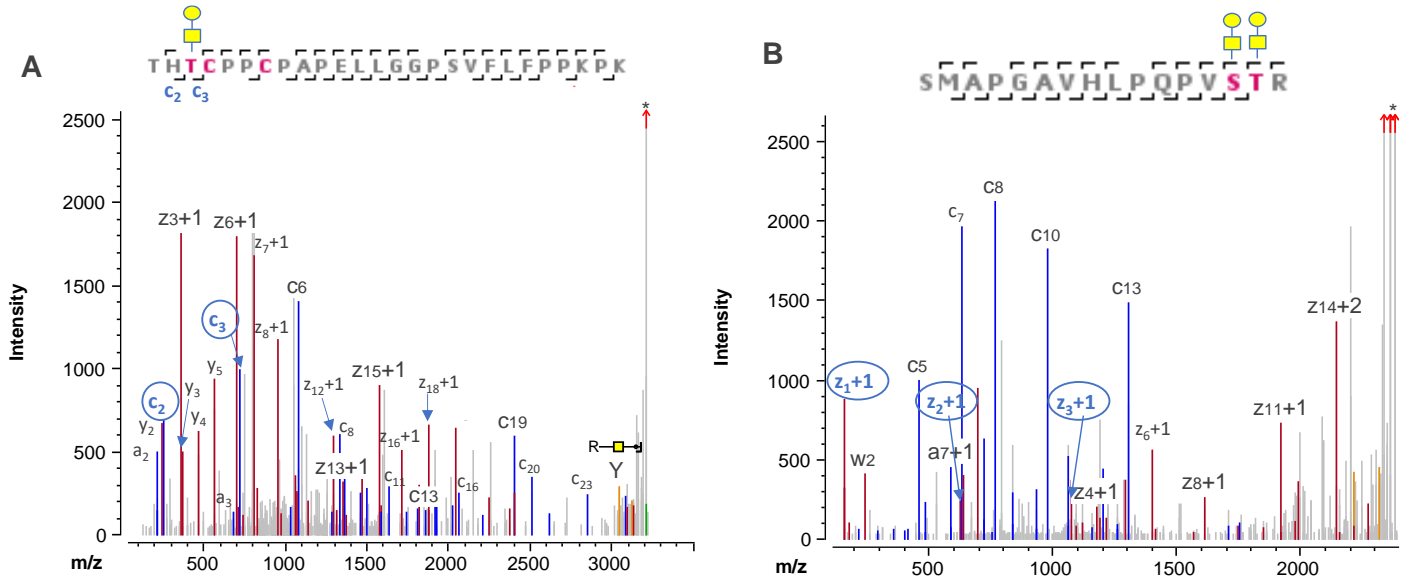 A
THTCPPCPAPELLGGPSVFLFPPKPK
c2 c3
*
2500
2000
1500
1000
500
0
Intensity
z3+1
z6+1
z7+1
c6
c3
z8+1
c2
y2
a2
y3
y4
y5
a3
z12+1
c8
z13+1
z15+1
z16+1
c11
c13
z18+1
c16
c19
c20
c23
R
Y
m/z
500 1000 1500 2000 2500 3000
B
SMAPGAVHLPQPVSTR
*
2500
2000
1500
1000
500
0
Intensity
c8
c7
c10
c13
z14+2
c5
z1+1
z2+1
z3+1
w2
a7+1
z4+1
z6+1
z8+1
z11+1
m/z
500 1000 1500 2000